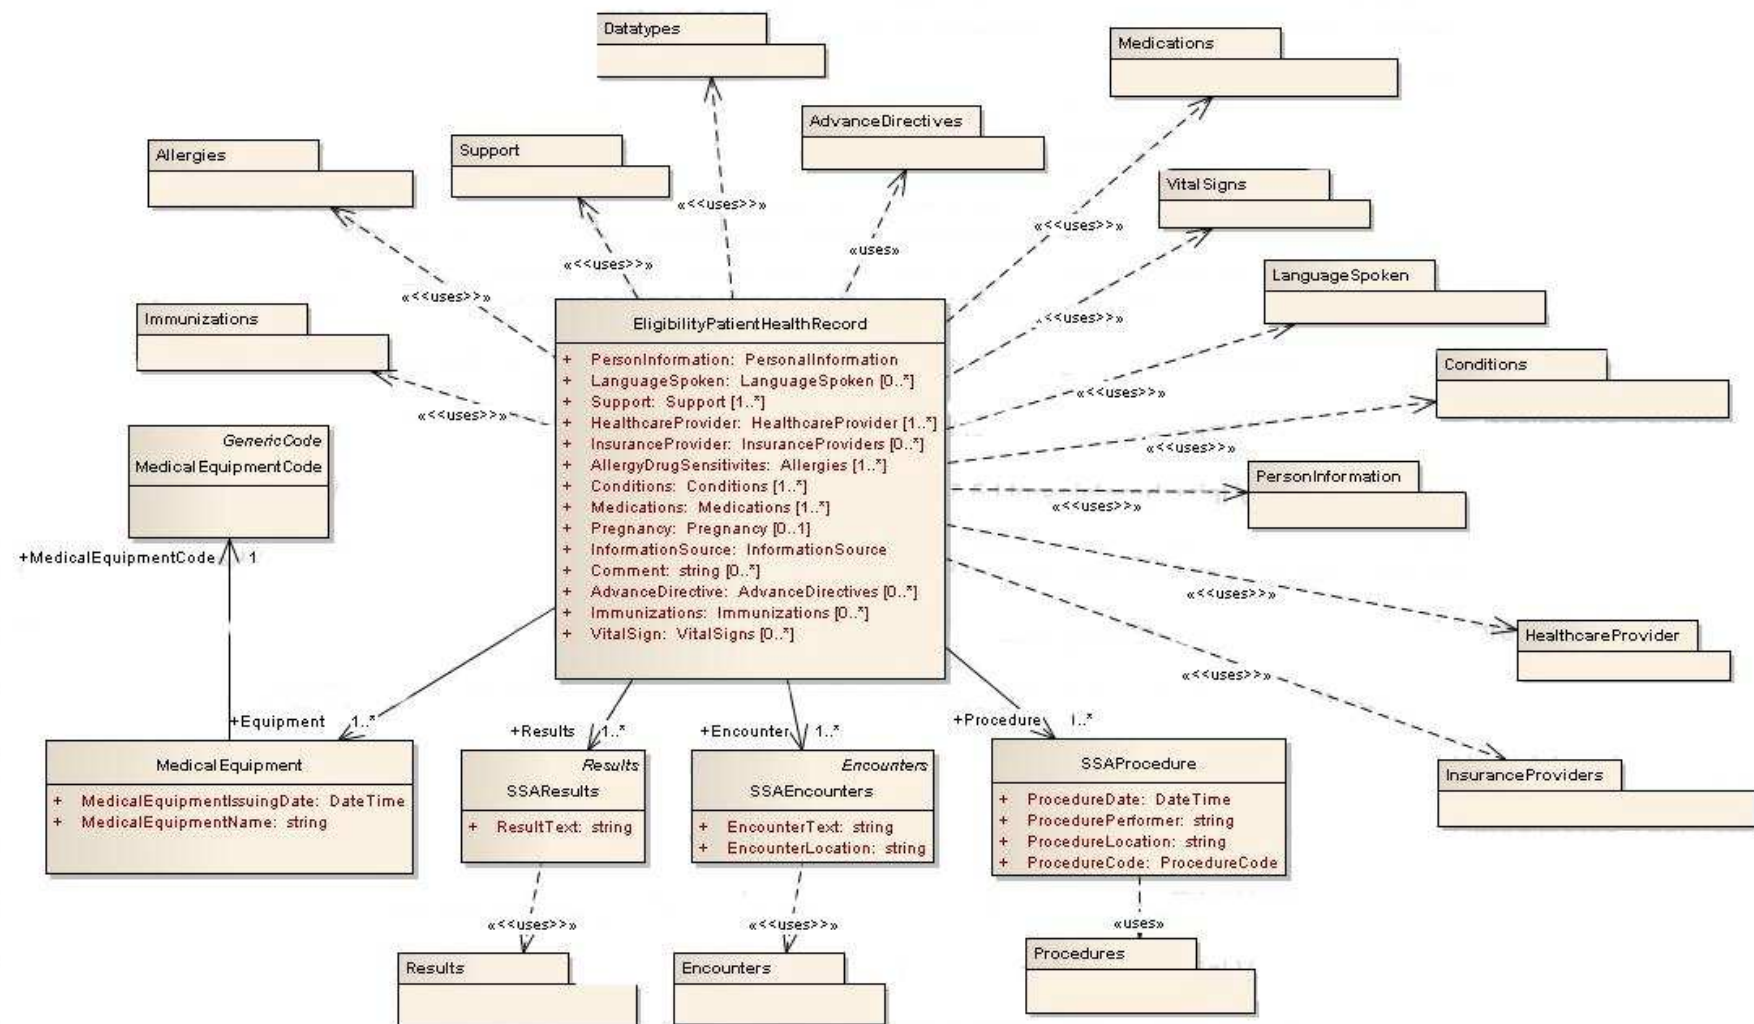 Datatypes
Medications
AdvanceDirectives
Allergies
Support
VitalSigns
«<<uses>>»
«<<uses>>»
«uses»
«<<uses>>»
LanguageSpoken
«<<uses>>»
Immunizations
«<<uses>>»
EligibilityPatientHealthRecord
+ PersonInformation: PersonalInformation
+ LanguageSpoken: LanguageSpoken [0..*]
+ Support: Support [1..*]
+ HealthcareProvider: HealthcareProvider [1..*]
+ InsuranceProvider: InsuranceProviders [0..*]
+ AllergyDrugSensitivites: Allergies [1..*]
+ Conditions: Conditions [1..*]
+ Medications: Medications [1..*]
+ Pregnancy: Pregnancy [0..1]
+ InformationSource: InformationSource
+ Comment: string [0..*]
+ AdvanceDirective: AdvanceDirectives [0..*]
+ Immunizations: Immunizations [0..*]
+ VitalSign: VitalSigns [0..*]
Conditions
«<<uses>>»
«<<uses>>»
«<<uses>>»
GenericCode
MedicalEquipmentCode
PersonInformation
«<<uses>>»
+MedicalEquipmentCode 1
«<<uses>>»
HealthcareProvider
«<<uses>>»
+Equipment 1..*
+Results 1..*
+Encounter 1..*
+Procedure 1..*
MedicalEquipment
+ MedicalEquipmentIssuingDate: DateTime
+ MedicalEquipmentName: string
Results
SSAResults
+ ResultText: string
Encounters
SSAEncounters
+ EncounterText: string
+ EncounterLocation: string
SSAProcedure
+ ProcedureDate: DateTime
+ ProcedurePerformer: string
+ ProcedureLocation: string
+ ProcedureCode: ProcedureCode
InsuranceProviders
«<<uses>>»
«<<uses>>»
«uses»
Results
Encounters
Procedures